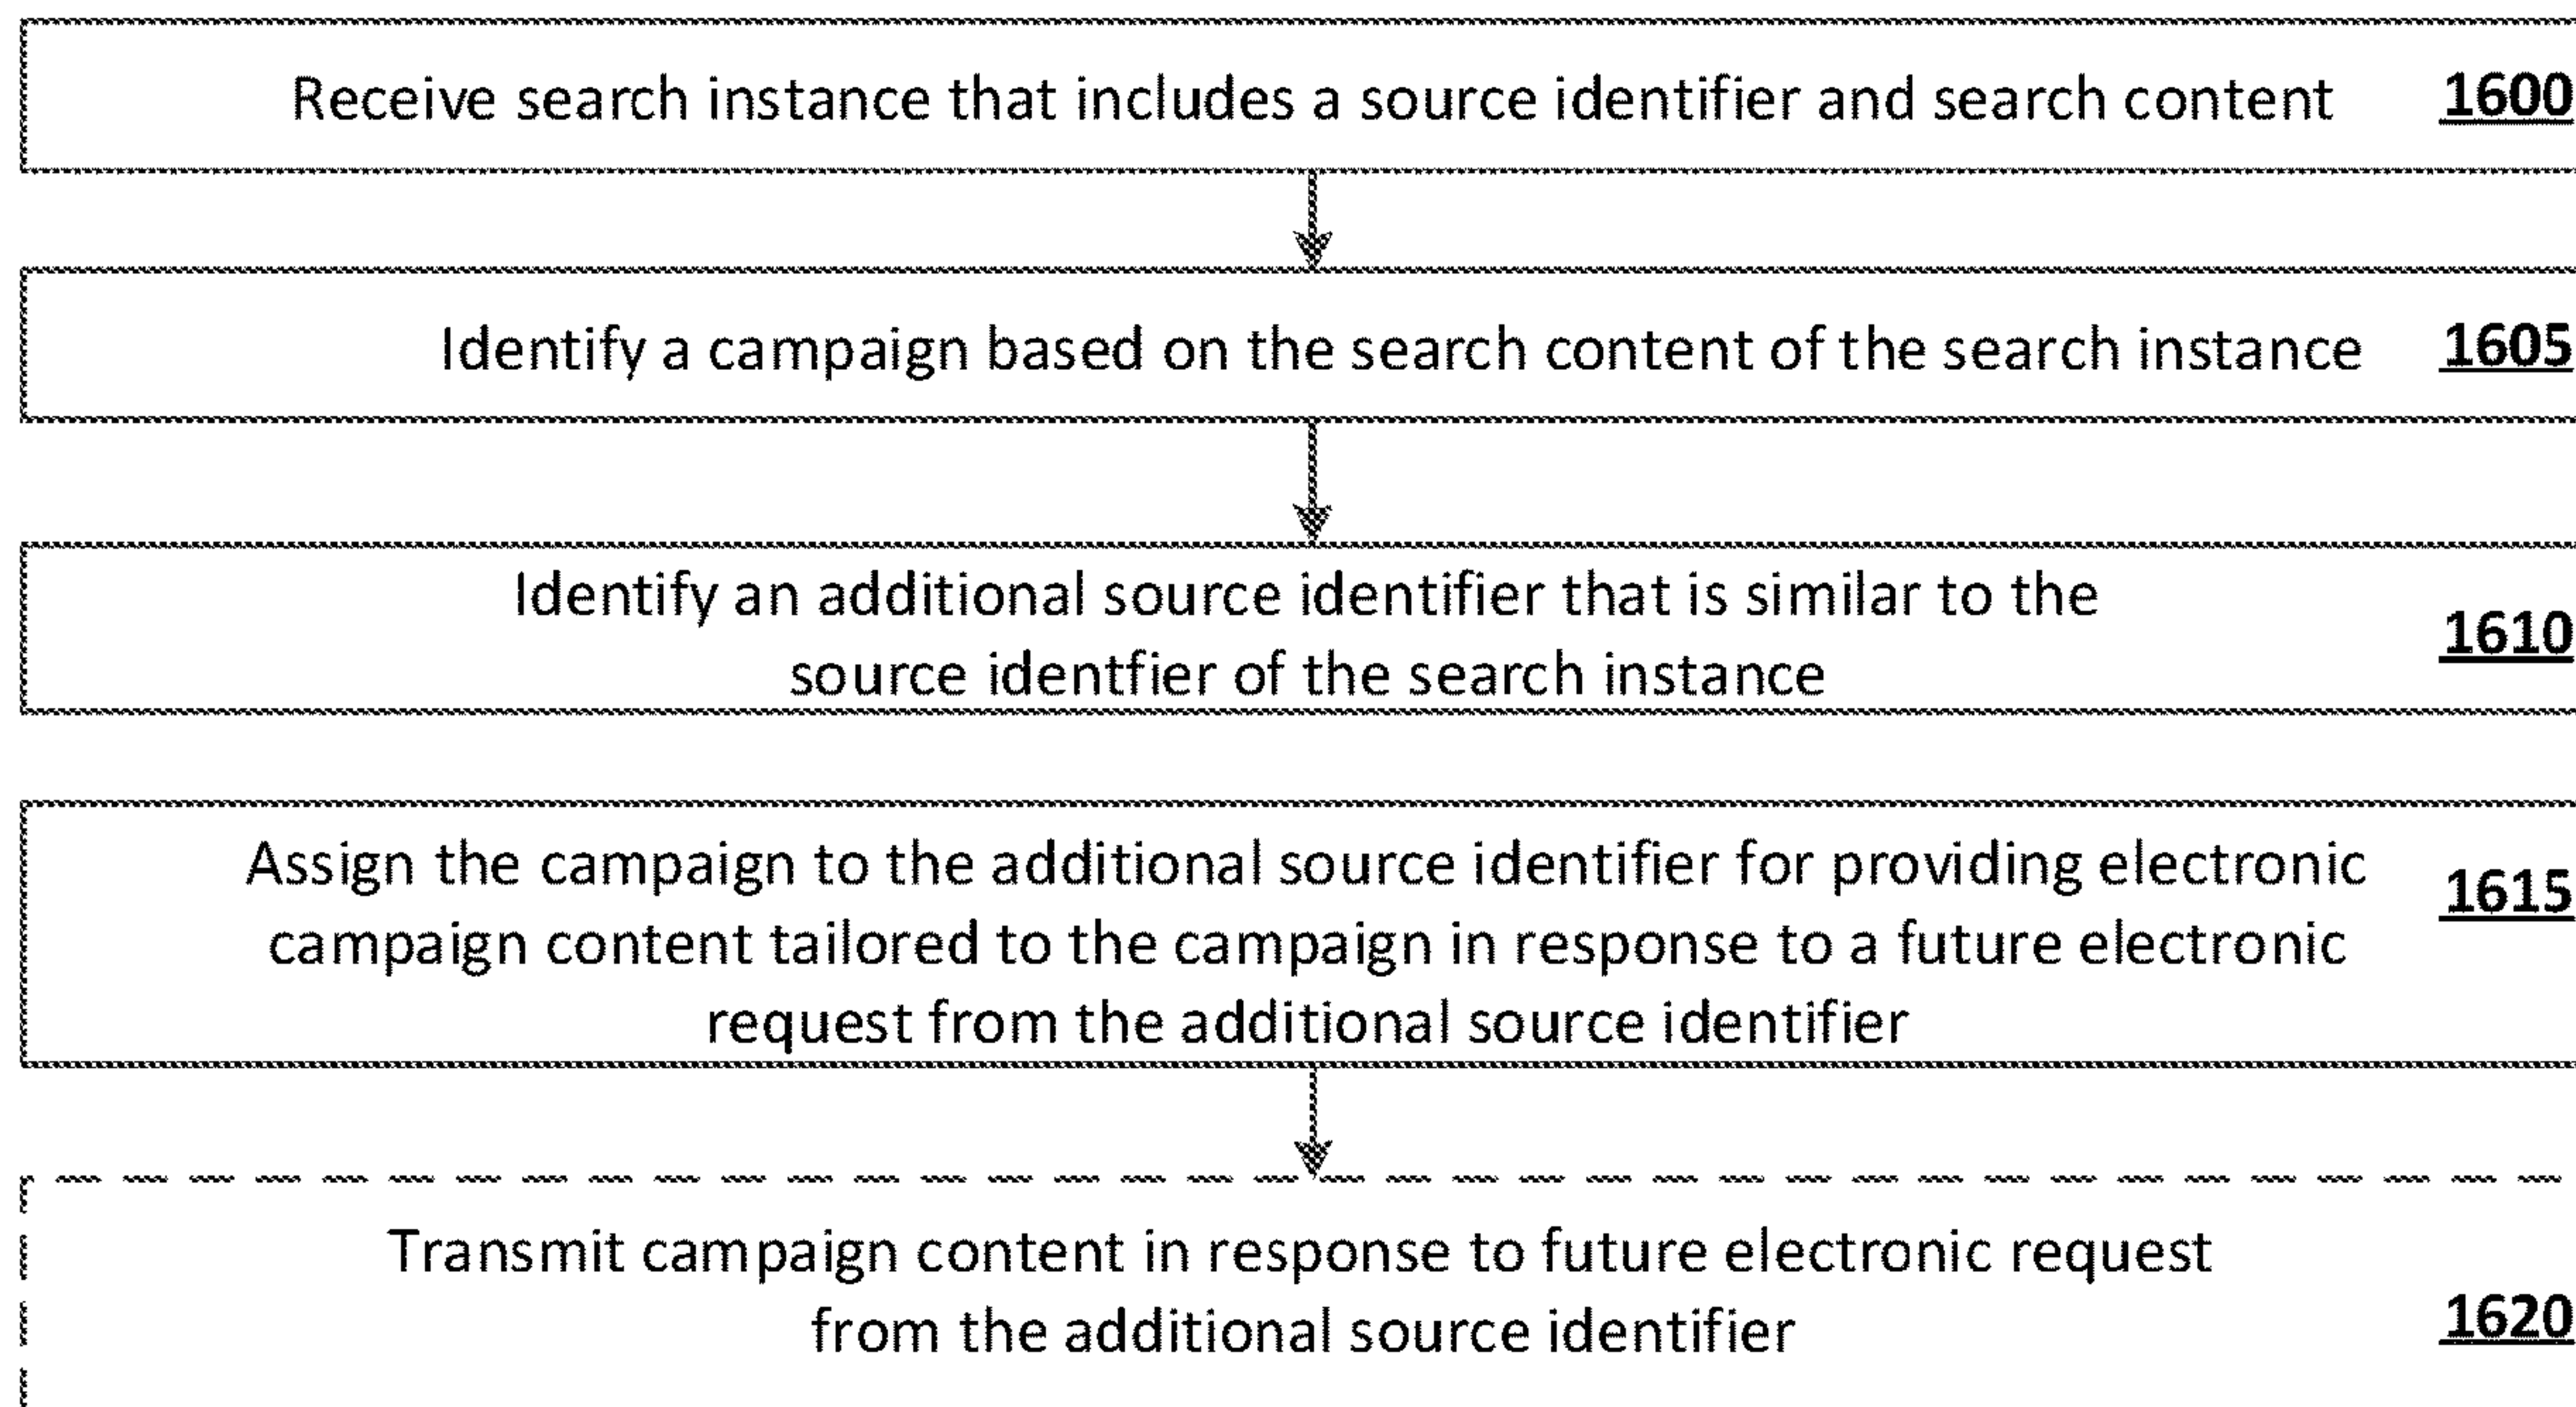 Receive search instance that includes a source identifier and search content 1600
Identify a campaign based on the search content of the search instance 1605
Identify an additional source identifier that is similar to the
source identfier of the search instance
1610
Assign the campaign to the additional source identifier for providing electronic
campaign content tailored to the campaign in response to a future electronic
request from the additional source identifier
1615
Transmit campaign content in response to future electronic request
from the additional source identifier
1620